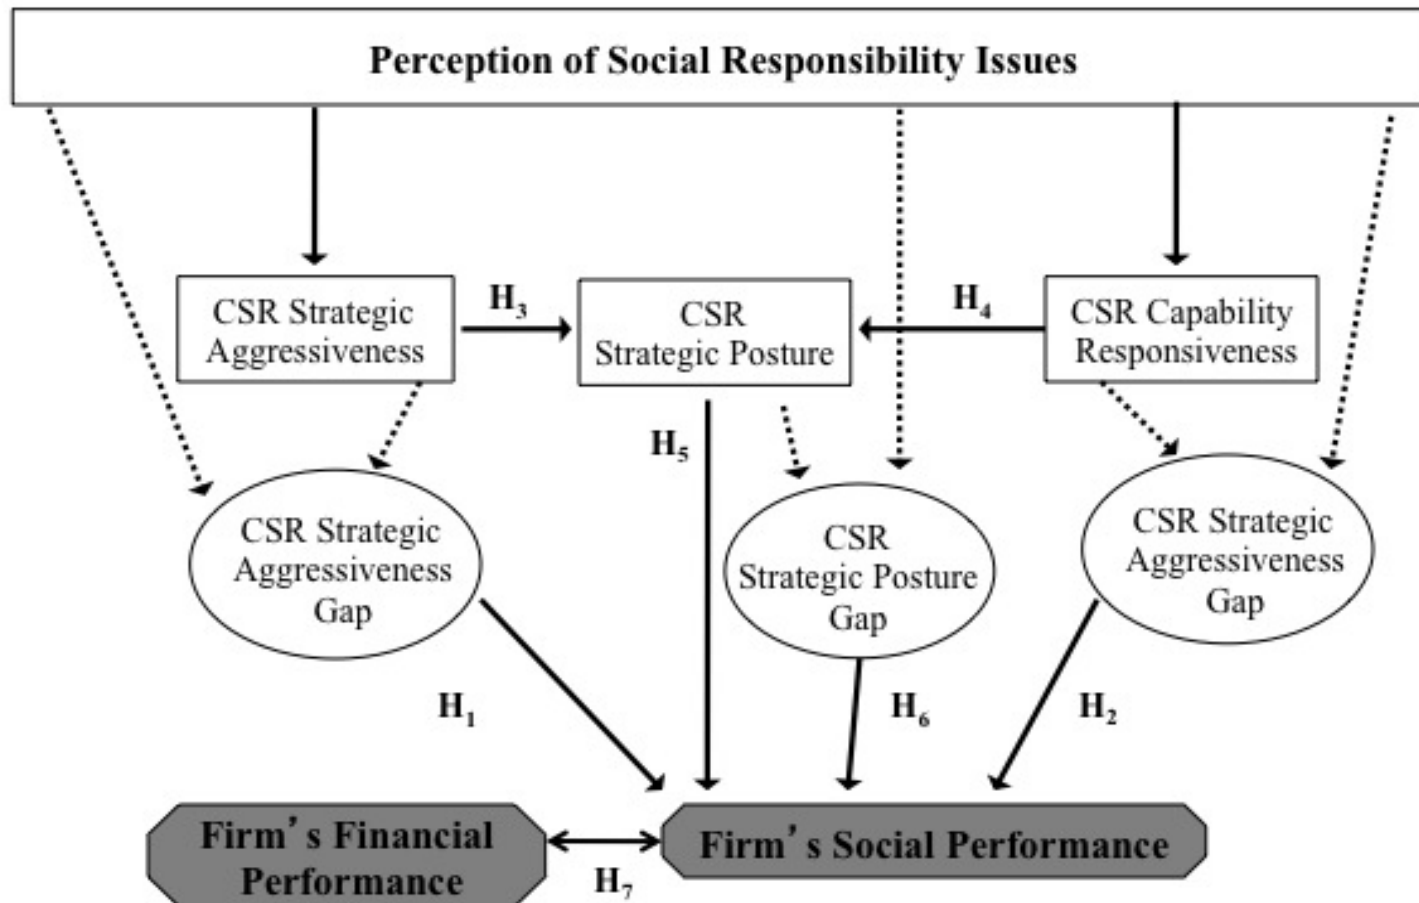 Perception of Social Responsibility Issues
CSR Strategic
Aggressiveness
H₃
CSR
Strategic Posture
H₄
CSR Capability
Responsiveness
H₅
CSR Strategic
Aggressiveness
Gap
CSR
Strategic Posture
Gap
CSR Strategic
Aggressiveness
Gap
H₁
H₆
H₂
Firm's Financial
Performance
H₇
Firm's Social Performance